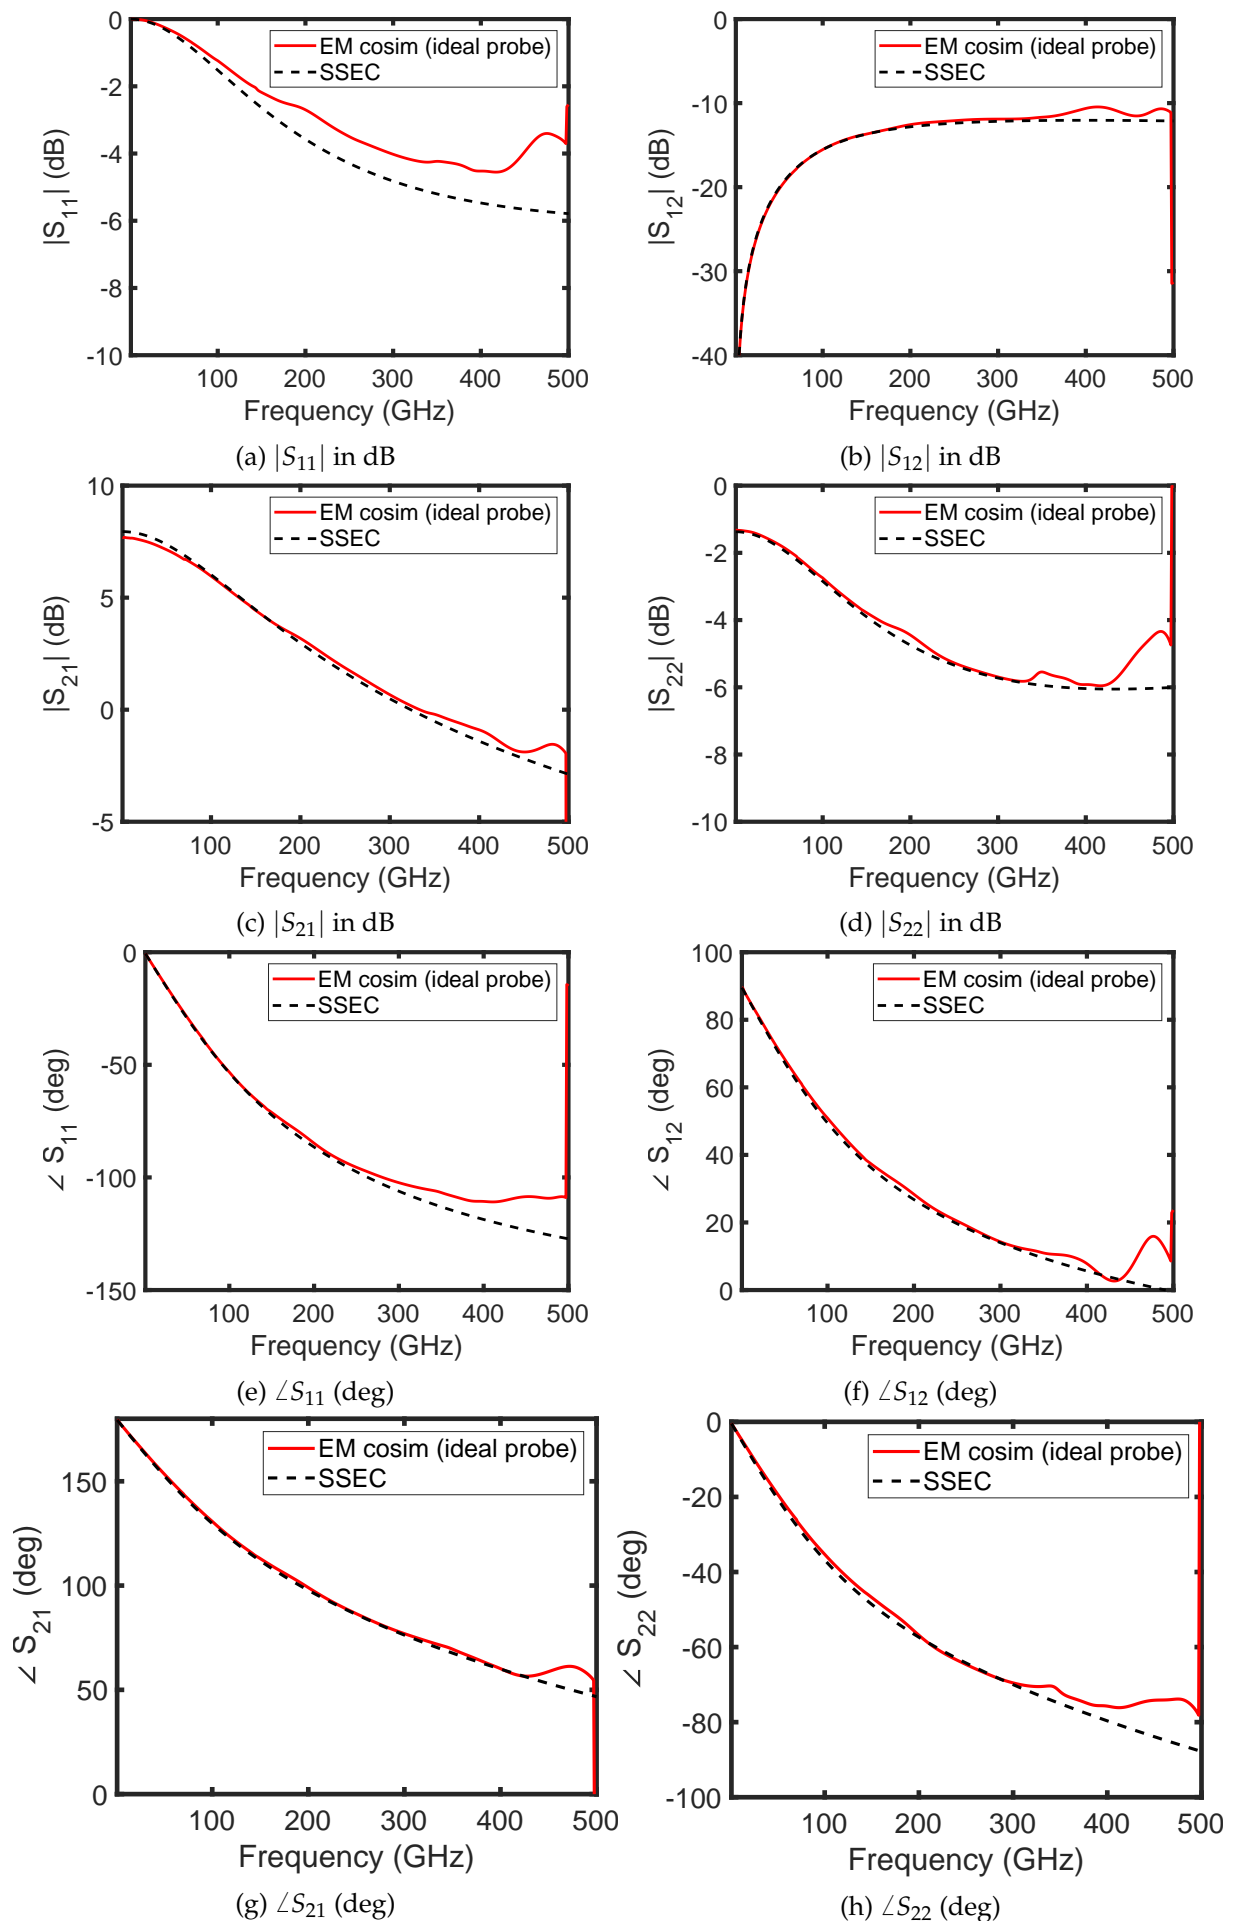 0
-2
-4
-6
-8
-10
|S11| (dB)
EM cosim (ideal probe)
SSEC
100 200 300 400 500
Frequency (GHz)
(a) |S11| in dB
0
-10
-20
-30
-40
|S12| (dB)
EM cosim (ideal probe)
SSEC
100 200 300 400 500
Frequency (GHz)
(b) |S12| in dB
10
5
0
-5
|S21| (dB)
EM cosim (ideal probe)
SSEC
100 200 300 400 500
Frequency (GHz)
(c) |S21| in dB
0
-2
-4
-6
-8
-10
|S22| (dB)
EM cosim (ideal probe)
SSEC
100 200 300 400 500
Frequency (GHz)
(d) |S22| in dB
0
-50
-100
-150
∠ S11 (deg)
EM cosim (ideal probe)
SSEC
100 200 300 400 500
Frequency (GHz)
(e) ∠S11 (deg)
100
80
60
40
20
0
∠ S12 (deg)
EM cosim (ideal probe)
SSEC
100 200 300 400 500
Frequency (GHz)
(f) ∠S12 (deg)
150
100
50
0
∠ S21 (deg)
EM cosim (ideal probe)
SSEC
100 200 300 400 500
Frequency (GHz)
(g) ∠S21 (deg)
0
-20
-40
-60
-80
-100
∠ S22 (deg)
EM cosim (ideal probe)
SSEC
100 200 300 400 500
Frequency (GHz)
(h) ∠S22 (deg)